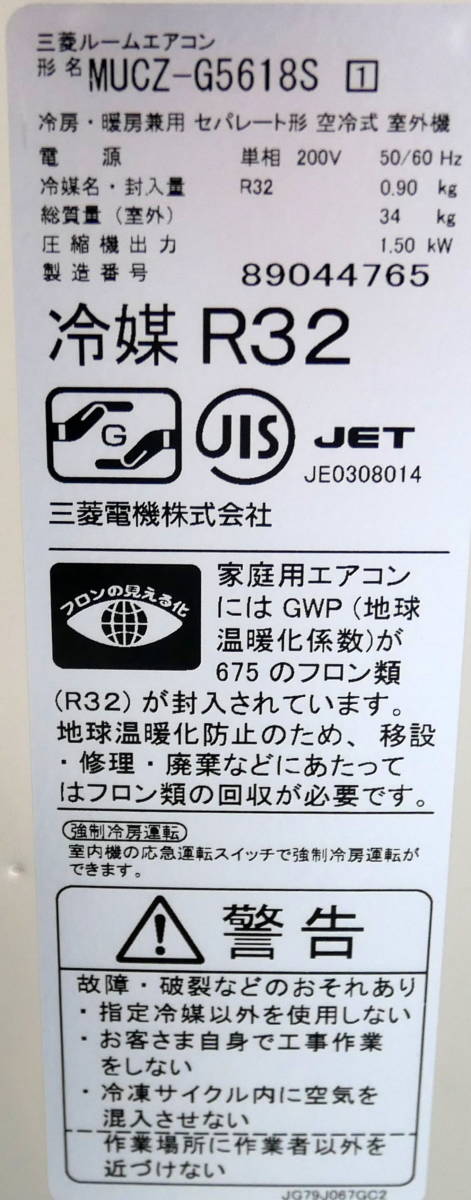 三菱ルームエアコン
形名 MUCZ-G5618S 1
冷房・暖房兼用 セパレート形 空冷式 室外機
電源 単相 200V 50/60 Hz
冷媒名・封入量 R32 0.90 kg
総質量(室外) 34 kg
圧縮機出力 1.50 kW
製造番号 89044765
冷媒 R32
G JIS JET
JE0308014
三菱電機株式会社
フロンの見える化
家庭用エアコン
にはGWP(地球
温暖化係数)が
675のフロン類
(R32)が封入されています。
地球温暖化防止のため、移設
・修理・廃棄などにあたって
はフロン類の回収が必要です。
強制冷房運転
室内機の応急運転スイッチで強制冷房運転が
できます。
警告
故障・破裂などのおそれあり
・指定冷媒以外を使用しない
・お客さま自身で工事作業
をしない
・冷凍サイクル内に空気を
混入させない
作業場所に作業者以外を
近づけない
JG79J067GC2